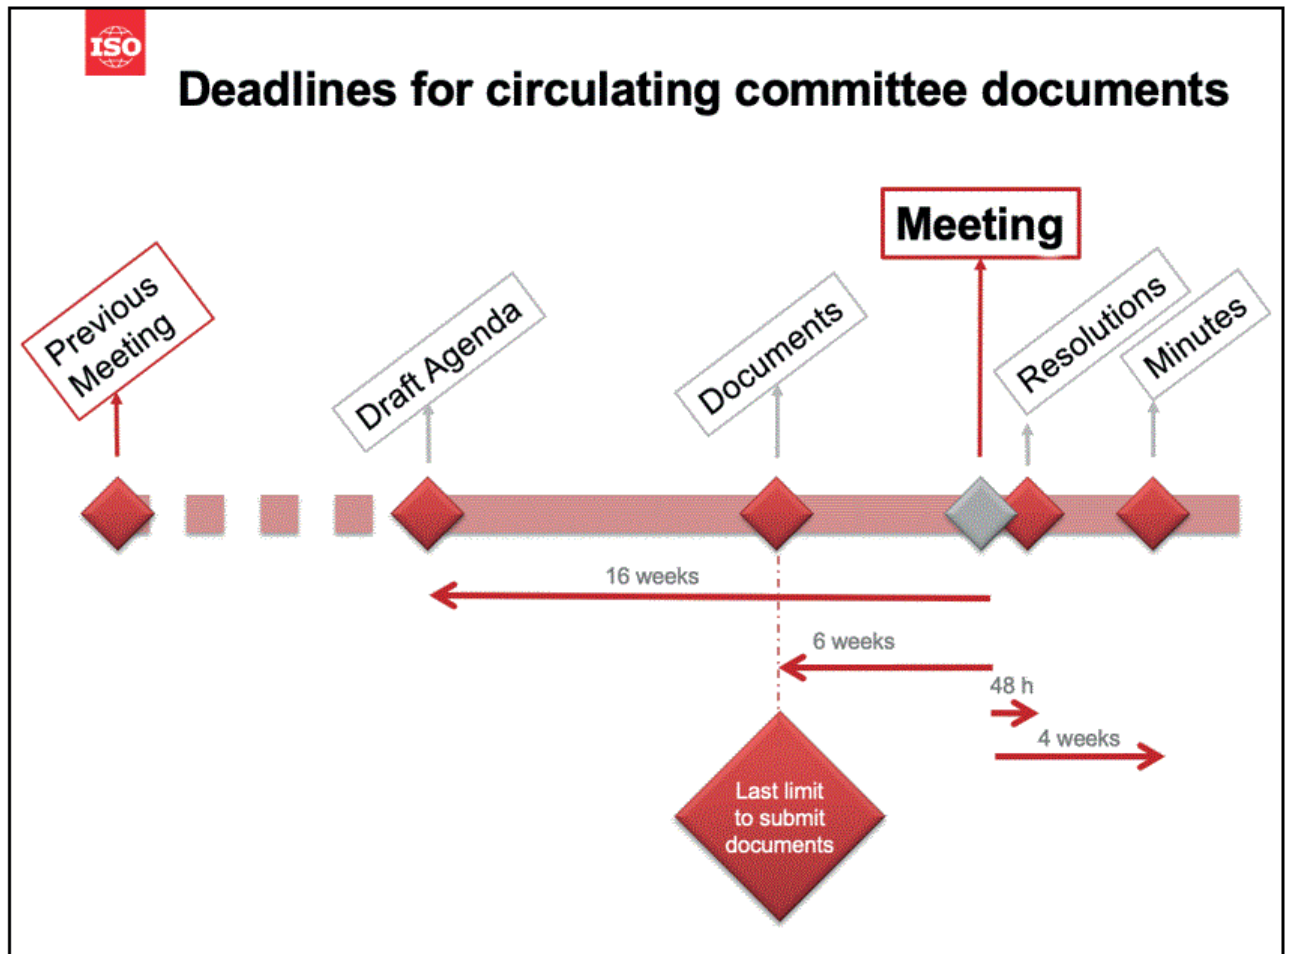 ISO
Deadlines for circulating committee documents
Meeting
Previous
Meeting
Draft Agenda
Documents
Resolutions
Minutes
16 weeks
6 weeks
48 h
4 weeks
Last limit
to submit
documents